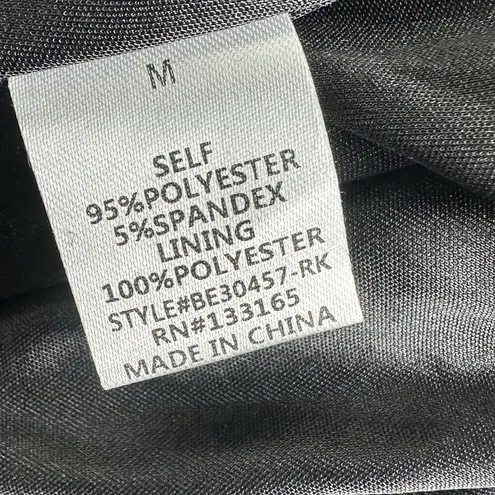 M
SELF
95%POLYESTER
5%SPANDEX
LINING
100%POLYESTER
STYLE#BE30457-RK
RN#133165
MADE IN CHINA